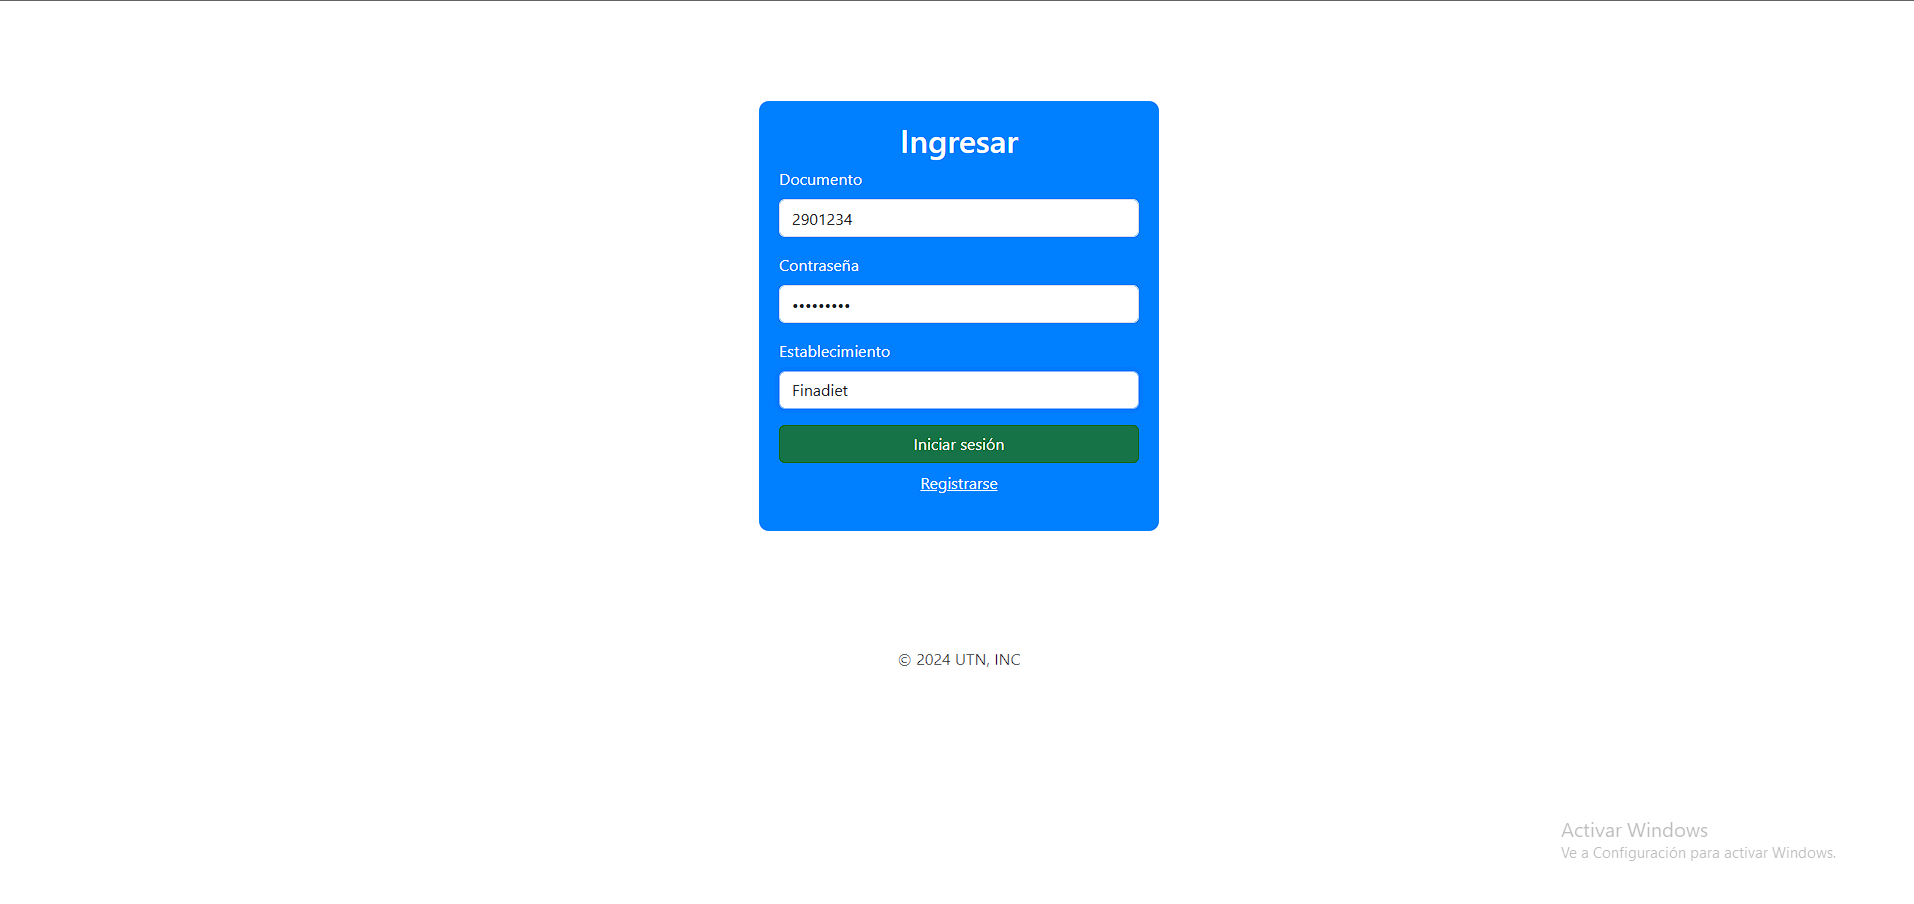 Ingresar
Documento
2901234
Contraseña
•••••••••
Establecimiento
Finadiet
Iniciar sesión
Registrarse
© 2024 UTN, INC
Activar Windows
Ve a Configuración para activar Windows.